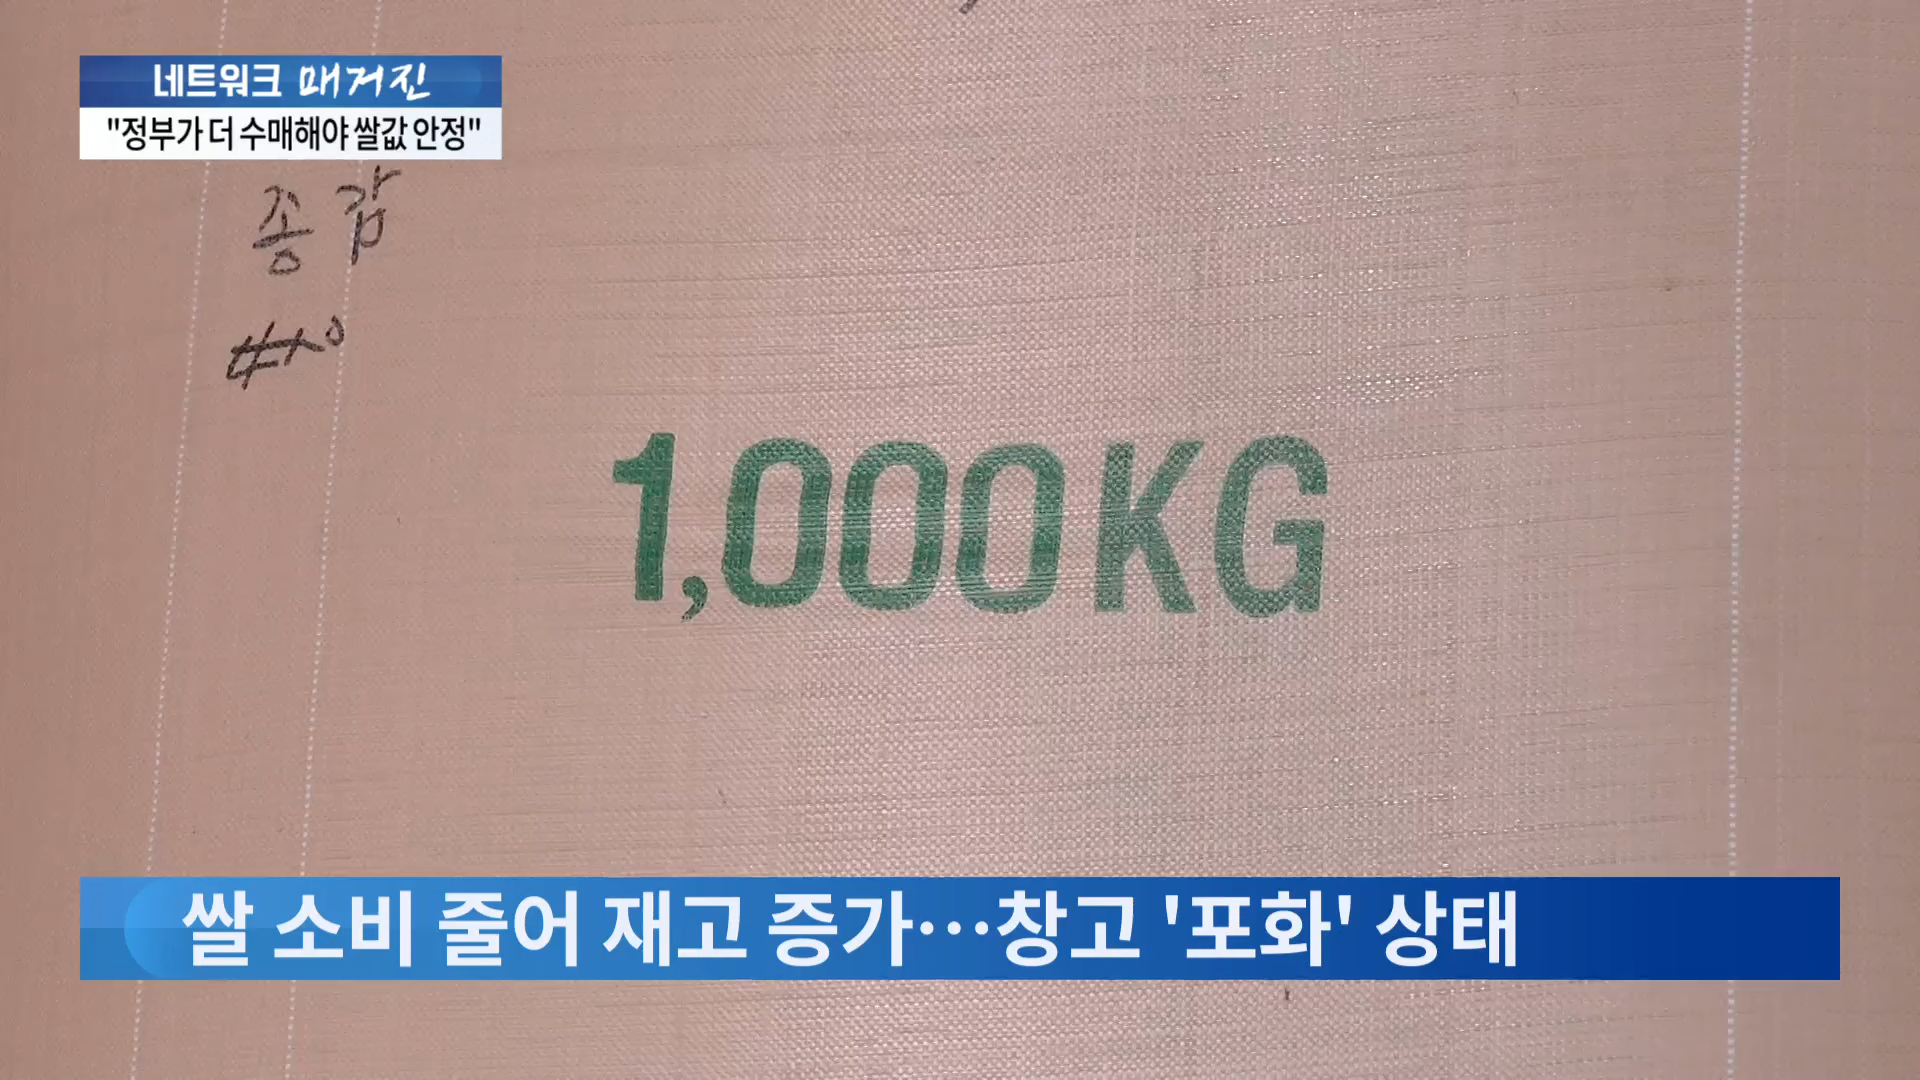 네트워크 매거진
"정부가 더 수매해야 쌀값 안정"
종감
1,000KG
쌀 소비 줄어 재고 증가…창고 '포화' 상태